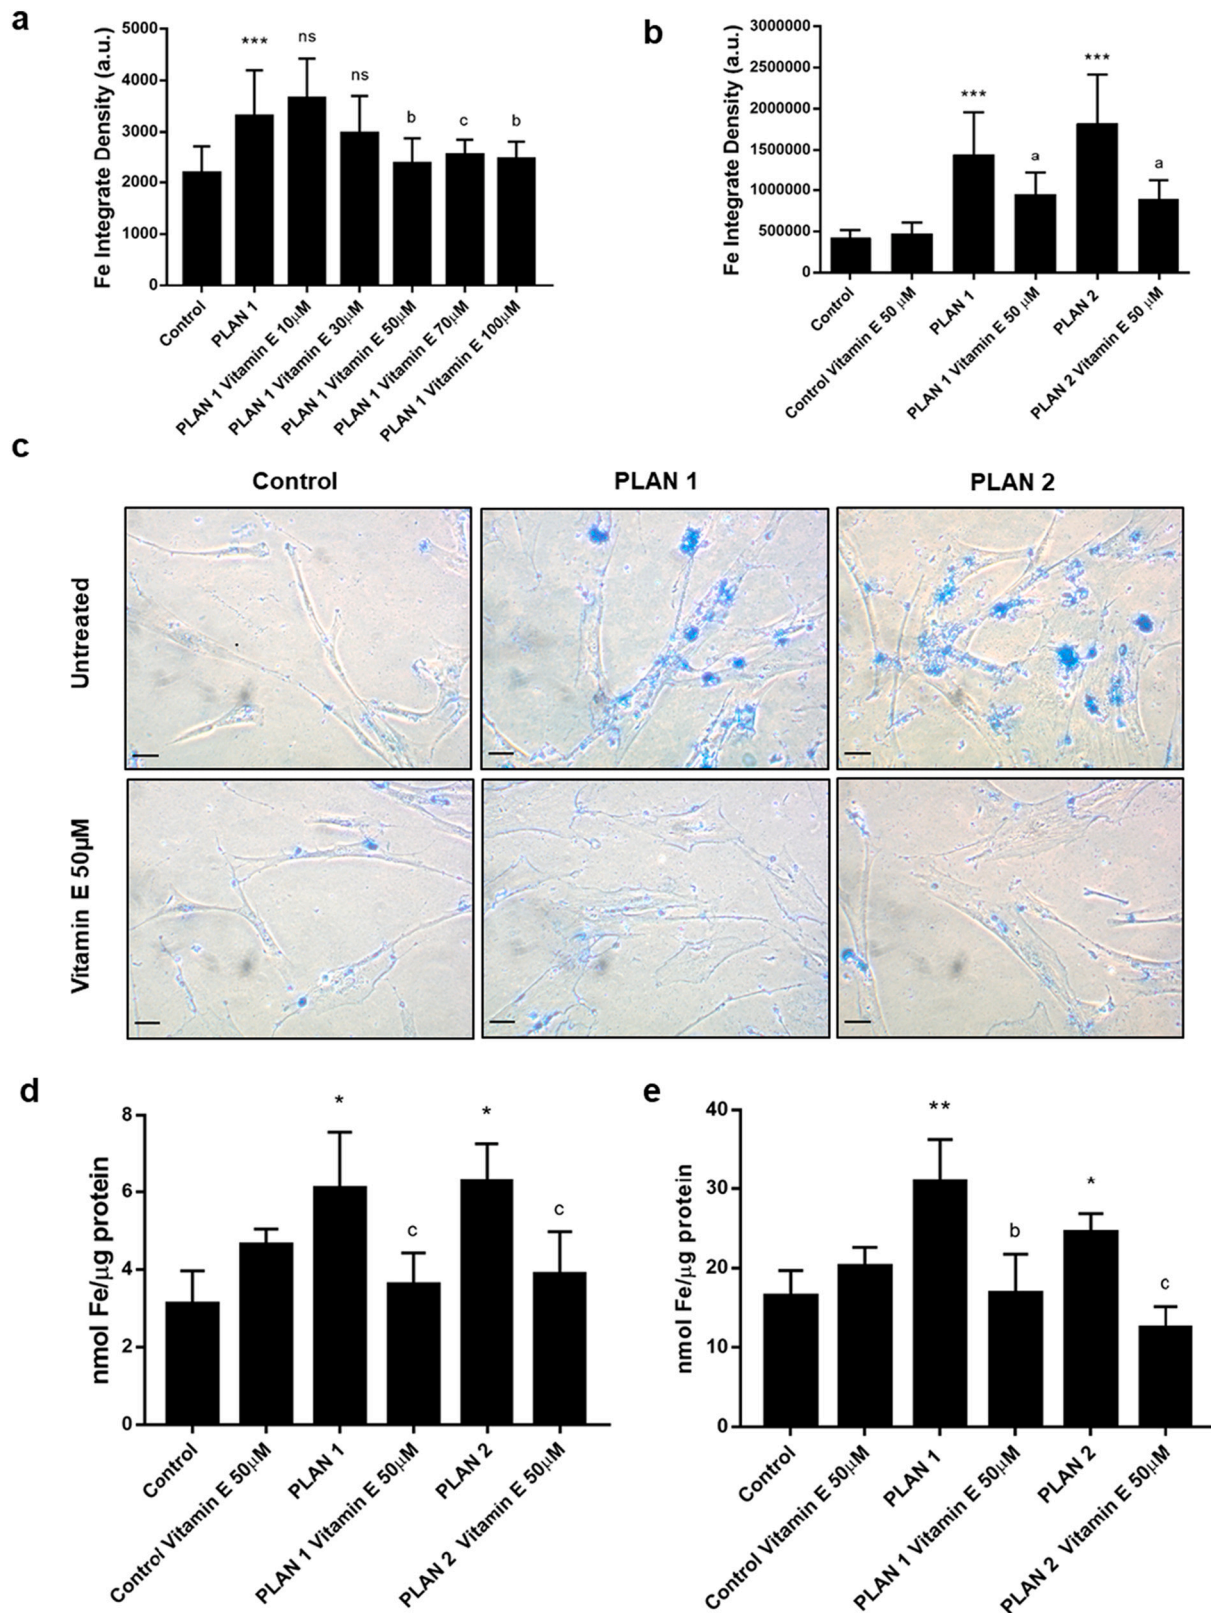 a
Fe Integrate Density (a.u.)
5000
4000
3000
2000
1000
0
***
ns
ns
b
c
b
Control
PLAN 1
PLAN 1 Vitamin E 10μM
PLAN 1 Vitamin E 30μM
PLAN 1 Vitamin E 50μM
PLAN 1 Vitamin E 70μM
PLAN 1 Vitamin E 100μM
b
Fe Integrate Density (a.u.)
3000000
2500000
2000000
1500000
1000000
500000
0
***
a
***
a
Control
Control Vitamin E 50 μM
PLAN 1
PLAN 1 Vitamin E 50 μM
PLAN 2
PLAN 2 Vitamin E 50 μM
c
Control
PLAN 1
PLAN 2
Untreated
Vitamin E 50μM
d
nmol Fe/μg protein
8
6
4
2
0
*
c
*
c
Control
Control Vitamin E 50μM
PLAN 1
PLAN 1 Vitamin E 50μM
PLAN 2
PLAN 2 Vitamin E 50μM
e
nmol Fe/μg protein
40
30
20
10
0
**
b
*
c
Control
Control Vitamin E 50μM
PLAN 1
PLAN 1 Vitamin E 50μM
PLAN 2
PLAN 2 Vitamin E 50μM